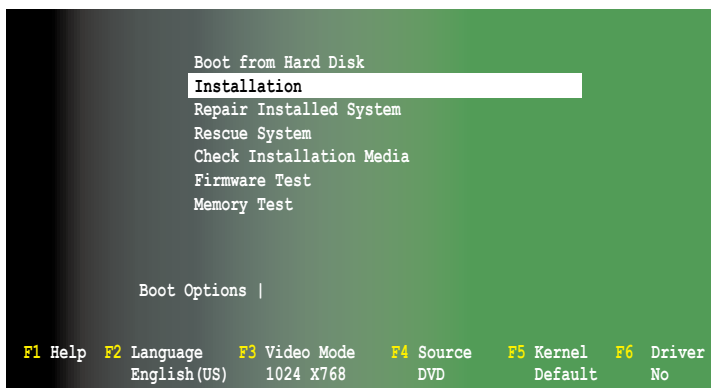 Boot from Hard Disk
Installation
Repair Installed System
Rescue System
Check Installation Media
Firmware Test
Memory Test
Boot Options |
F1 Help F2 Language F3 Video Mode F4 Source F5 Kernel F6 Driver
English(US) 1024 X768 DVD Default No